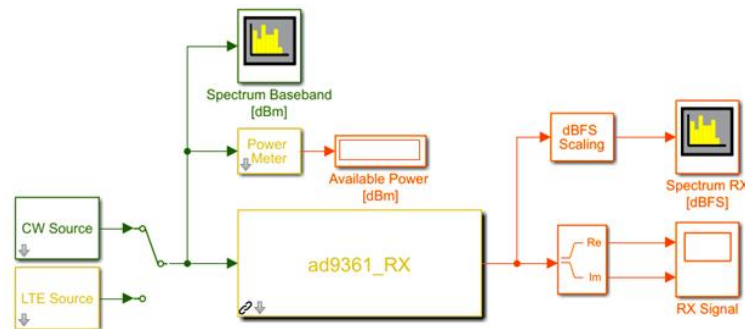 Spectrum Baseband
[dBm]
Power
Meter
Available Power
[dBm]
dBFS
Scaling
Spectrum RX
[dBFS]
CW Source
LTE Source
ad9361_RX
Re
Im
RX Signal